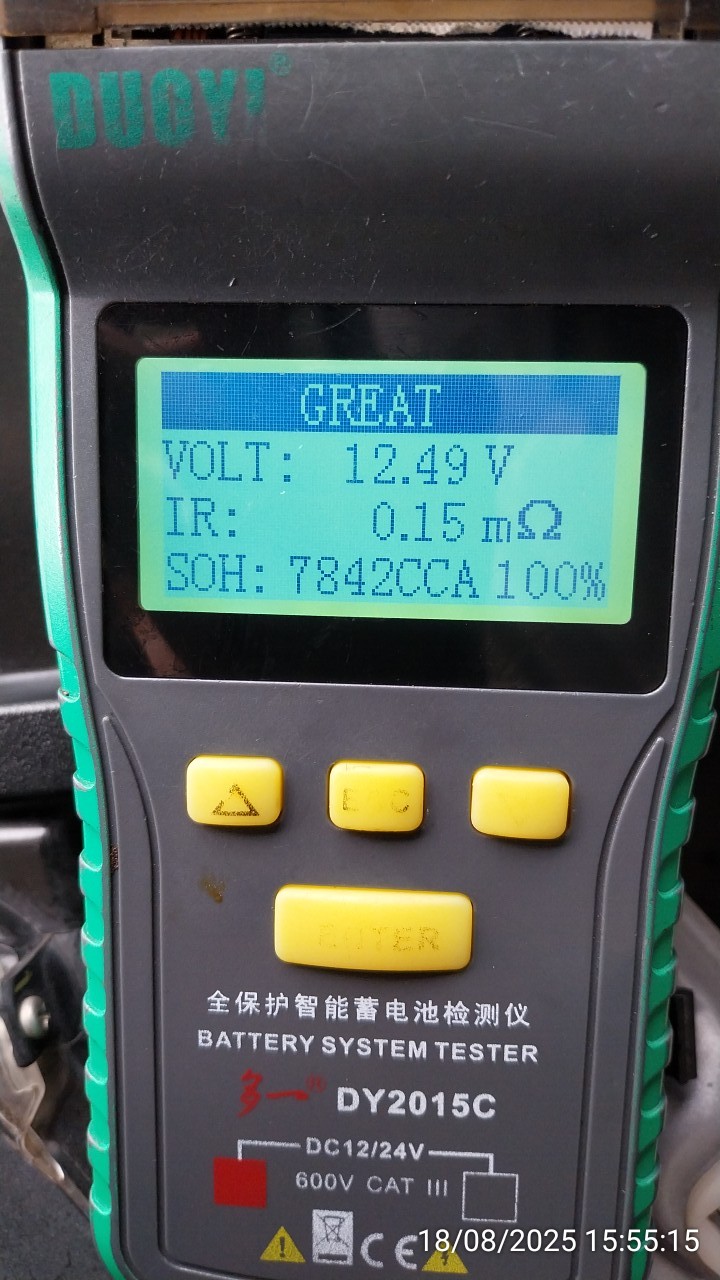 DUOYI®
GREAT
VOLT: 12.49 V
IR: 0.15 mΩ
SOH: 7842CCA 100%
ENTER
全保护智能蓄电池检测仪
BATTERY SYSTEM TESTER
多一® DY2015C
DC12/24V
600V CAT III
CE
18/08/2025 15:55:15